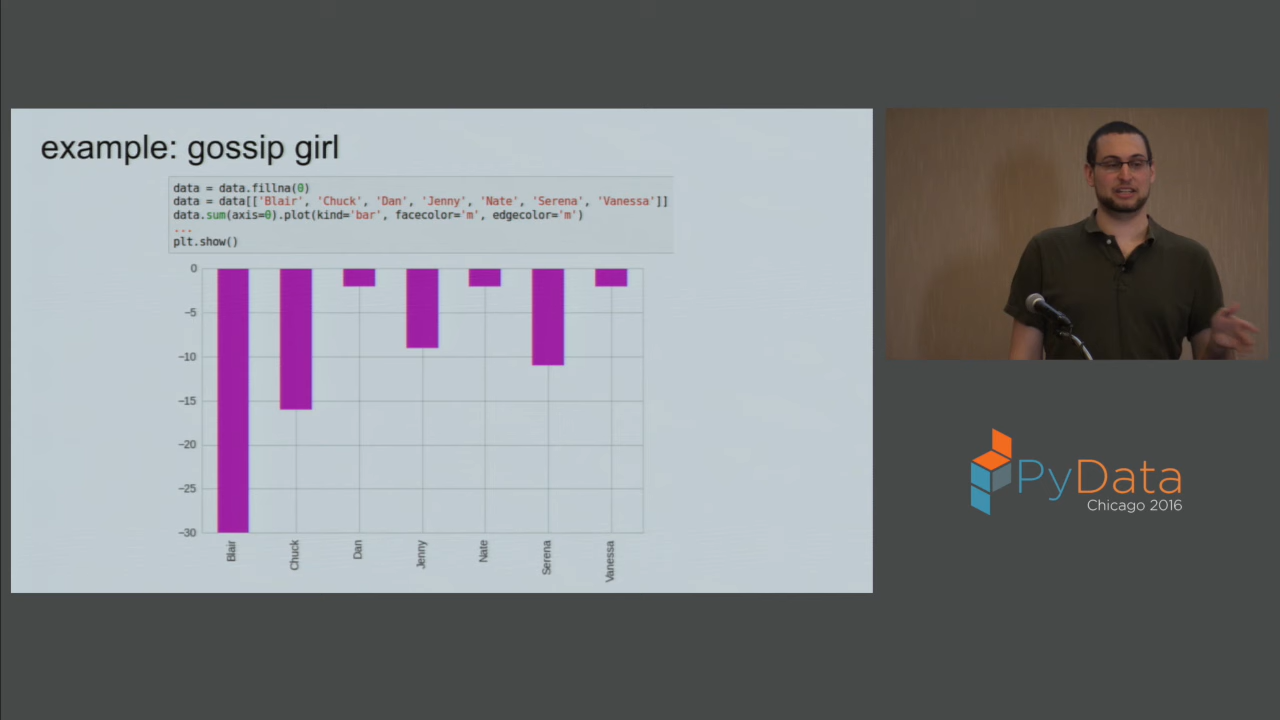 example: gossip girl
data = data.fillna(0)
data = data[['Blair', 'Chuck', 'Dan', 'Jenny', 'Nate', 'Serena', 'Vanessa']]
data.sum(axis=0).plot(kind='bar', facecolor='m', edgecolor='m')
...
plt.show()
0
−5
−10
−15
−20
−25
−30
Blair
Chuck
Dan
Jenny
Nate
Serena
Vanessa
PyData
Chicago 2016